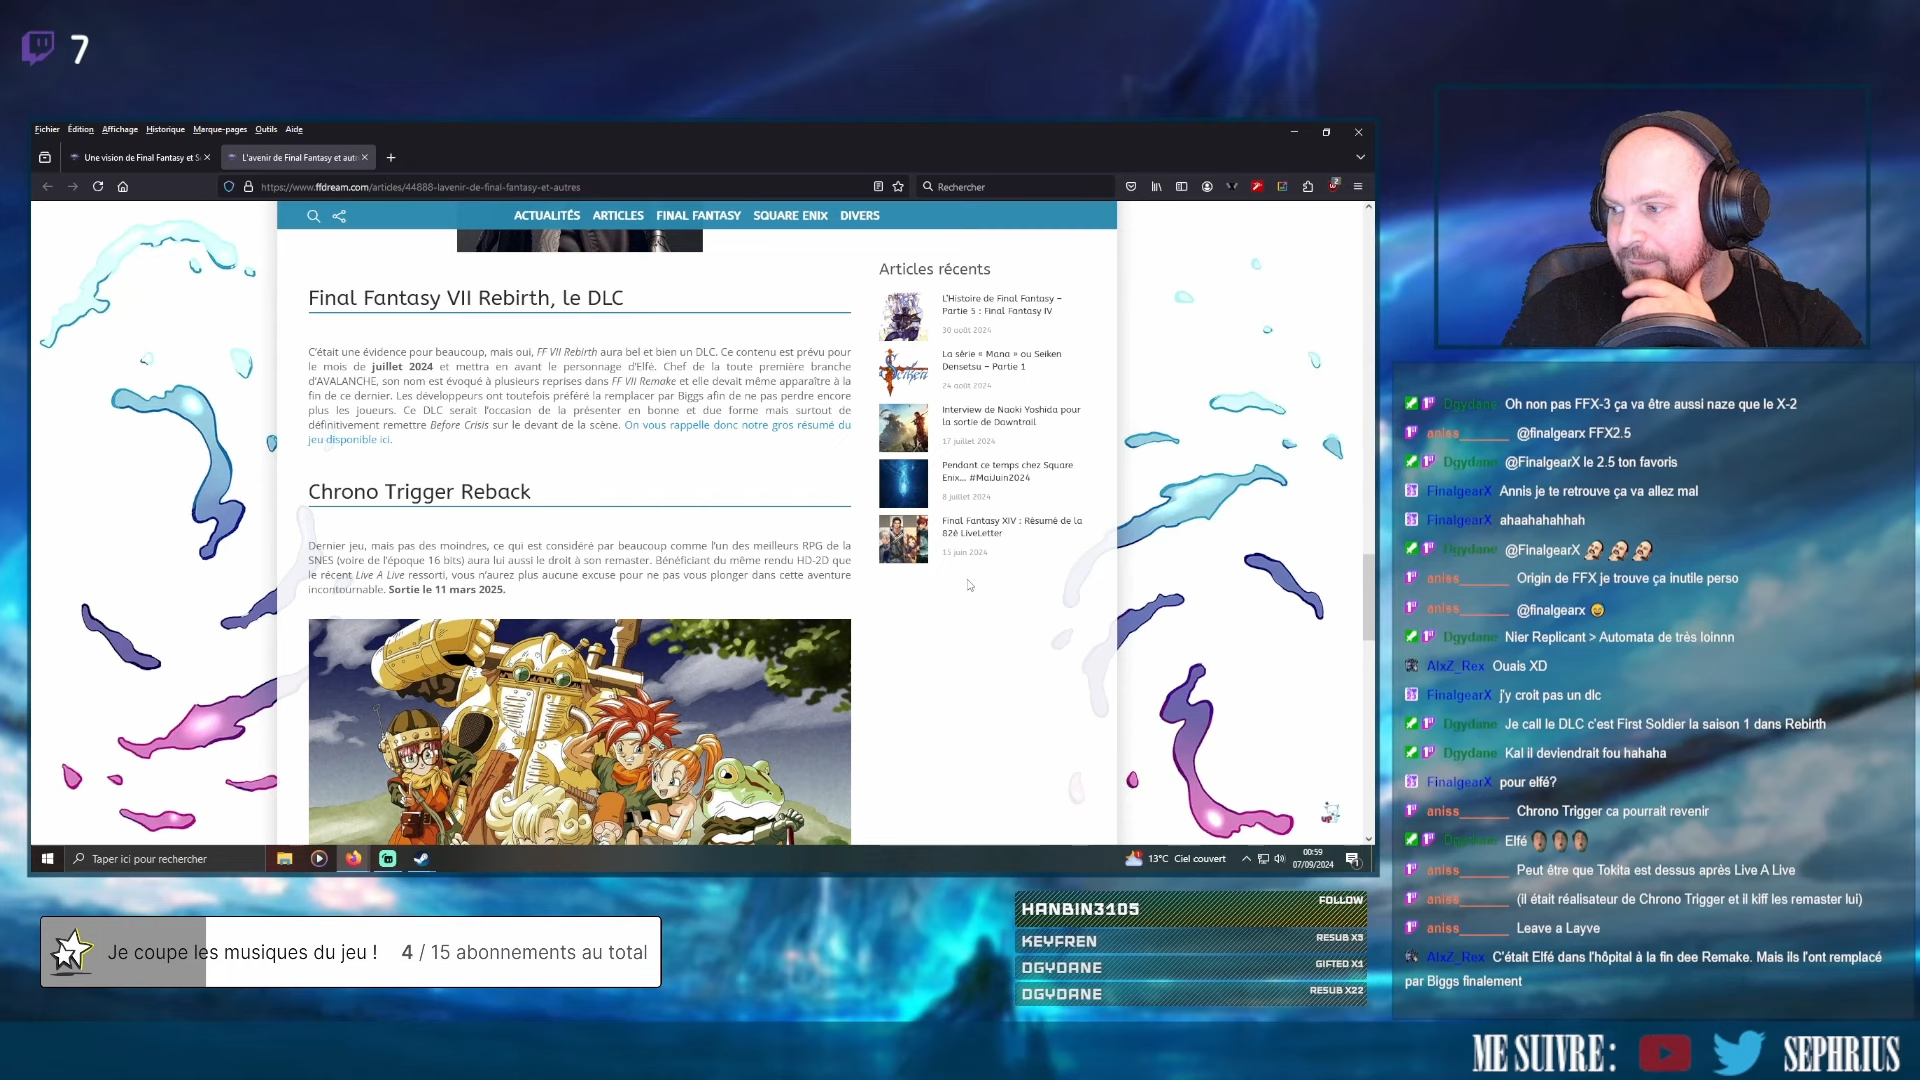 7
Fichier Édition Affichage Historique Marque-pages Outils Aide
Une vision de Final Fantasy et S
L'avenir de Final Fantasy et autr
https://www.ffdream.com/articles/44888-lavenir-de-final-fantasy-et-autres
Rechercher
2
ACTUALITÉS ARTICLES FINAL FANTASY SQUARE ENIX DIVERS
Final Fantasy VII Rebirth, le DLC
C'était une évidence pour beaucoup, mais oui, FF VII Rebirth aura bel et bien un DLC. Ce contenu est prévu pour
le mois de juillet 2024 et mettra en avant le personnage d'Elfé. Chef de la toute première branche
d'AVALANCHE, son nom est évoqué à plusieurs reprises dans FF VII Remake et elle devait même apparaître à la
fin de ce dernier. Les développeurs ont toutefois préféré la remplacer par Biggs afin de ne pas perdre encore
plus les joueurs. Ce DLC serait l'occasion de la présenter en bonne et due forme mais surtout de
définitivement remettre Before Crisis sur le devant de la scène. On vous rappelle donc notre gros résumé du
jeu disponible ici.
Chrono Trigger Reback
Dernier jeu, mais pas des moindres, ce qui est considéré par beaucoup comme l'un des meilleurs RPG de la
SNES (voire de l'époque 16 bits) aura lui aussi le droit à son remaster. Bénéficiant du même rendu HD-2D que
le récent Live A Live ressorti, vous n'aurez plus aucune excuse pour ne pas vous plonger dans cette aventure
incontournable. Sortie le 11 mars 2025.
Articles récents
L'Histoire de Final Fantasy –
Partie 5 : Final Fantasy IV
30 août 2024
La série « Mana » ou Seiken
Densetsu – Partie 1
24 août 2024
Interview de Naoki Yoshida pour
la sortie de Dawntrail
17 juillet 2024
Pendant ce temps chez Square
Enix... #MaiJuin2024
8 juillet 2024
Final Fantasy XIV : Résumé de la
82è LiveLetter
15 juin 2024
UP!
Taper ici pour rechercher
13°C Ciel couvert
00:59
07/09/2024
Dgydane Oh non pas FFX-3 ça va être aussi naze que le X-2
aniss_______ @finalgearx FFX2.5
Dgydane @FinalgearX le 2.5 ton favoris
FinalgearX Annis je te retrouve ça va allez mal
FinalgearX ahaahahahhah
Dgydane @FinalgearX
aniss_______ Origin de FFX je trouve ça inutile perso
aniss_______ @finalgearx
Dgydane Nier Replicant > Automata de très loinnn
AlxZ_Rex Ouais XD
FinalgearX j'y croit pas un dlc
Dgydane Je call le DLC c'est First Soldier la saison 1 dans Rebirth
Dgydane Kal il deviendrait fou hahaha
FinalgearX pour elfé?
aniss_______ Chrono Trigger ca pourrait revenir
Dgydane Elfé
aniss_______ Peut être que Tokita est dessus après Live A Live
aniss_______ (il était réalisateur de Chrono Trigger et il kiff les remaster lui)
aniss_______ Leave a Layve
AlxZ_Rex C'était Elfé dans l'hôpital à la fin dee Remake. Mais ils l'ont remplacé
par Biggs finalement
Je coupe les musiques du jeu ! 4 / 15 abonnements au total
HANBIN3105 FOLLOW
KEYFREN RESUB X5
DGYDANE GIFTED X1
DGYDANE RESUB X22
ME SUIVRE : SEPHRIUS